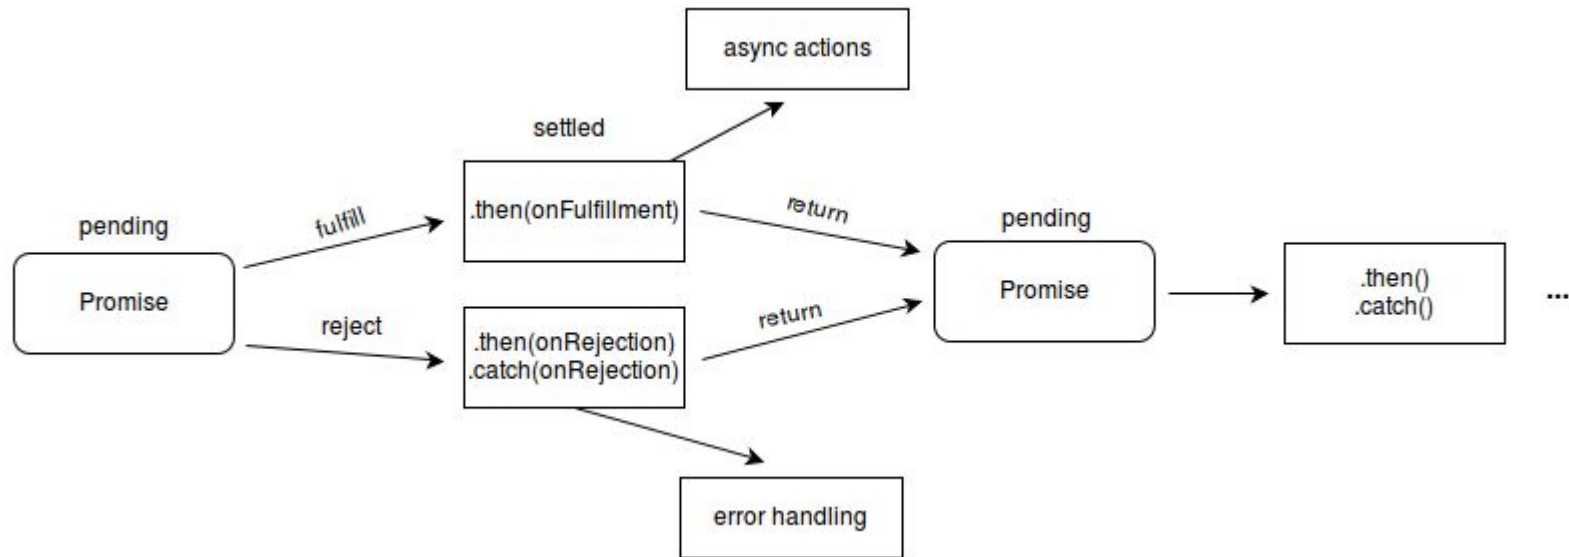 async actions
settled
.then(onFulfillment)
pending
Promise
fulfill
reject
.then(onRejection)
.catch(onRejection)
error handling
return
return
pending
Promise
.then()
.catch()
...